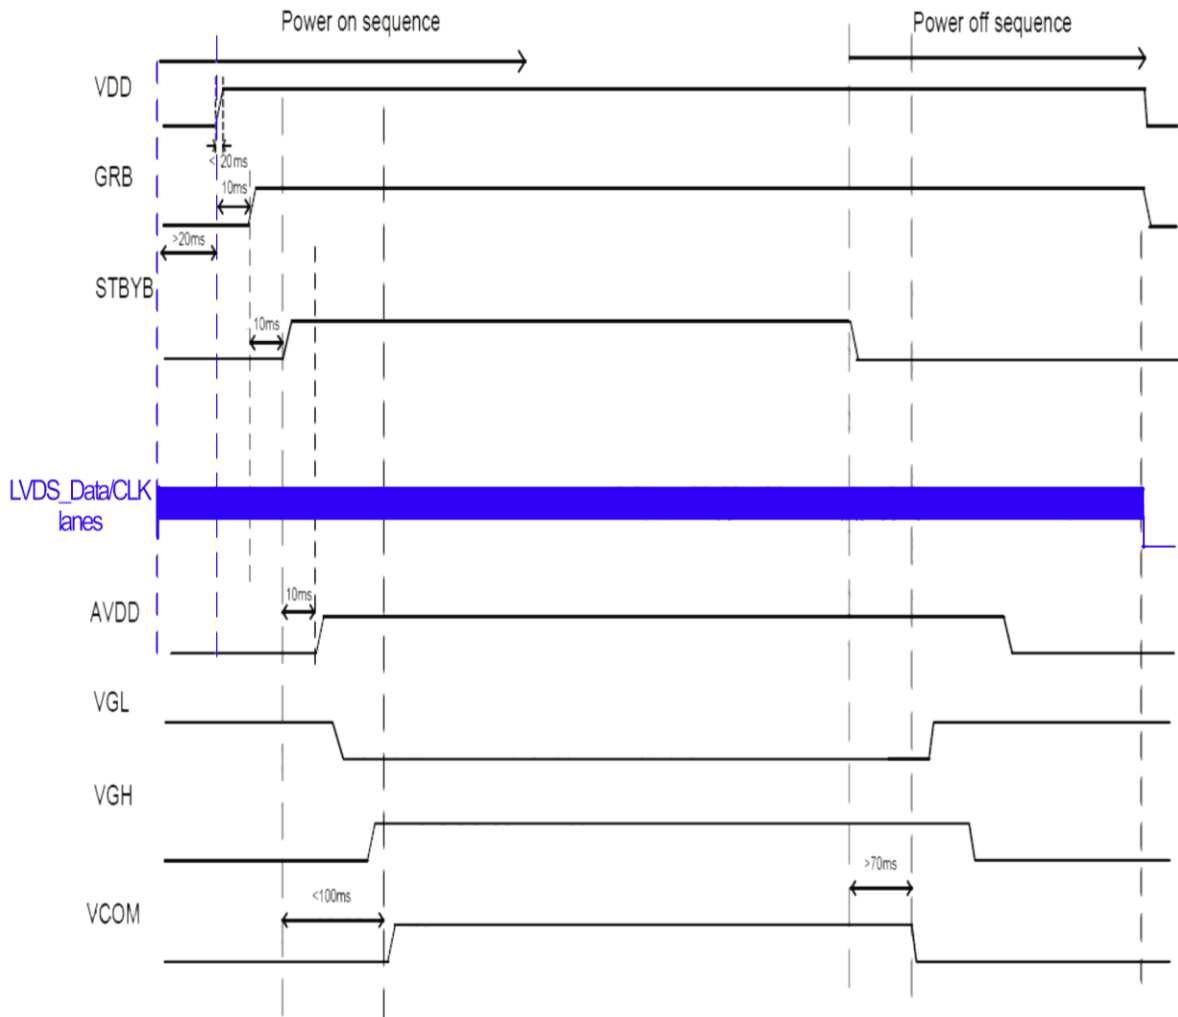 Power on sequence
Power off sequence
VDD
< 20ms
GRB
10ms
>20ms
STBYB
10ms
LVDS_Data/CLK
lanes
10ms
AVDD
VGL
VGH
>70ms
<100ms
VCOM